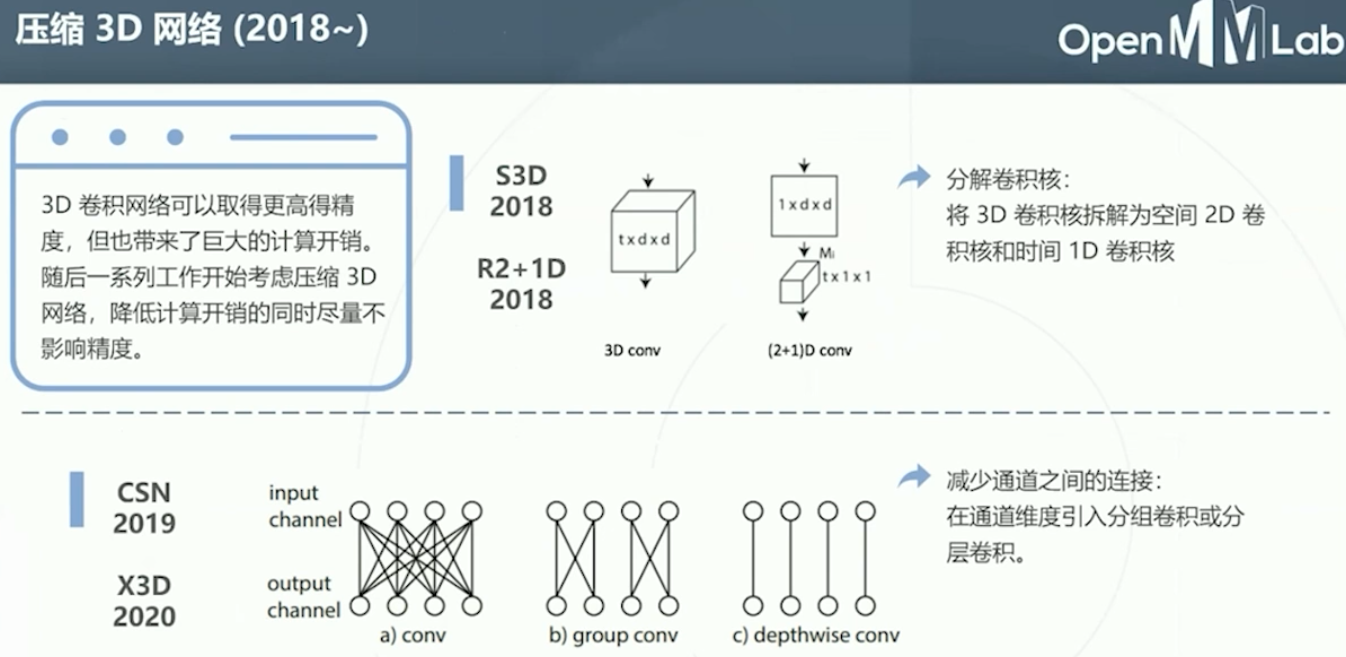 压缩 3D 网络 (2018~)
OpenMMLab
3D 卷积网络可以取得更高得精
度，但也带来了巨大的计算开销。
随后一系列工作开始考虑压缩 3D
网络，降低计算开销的同时尽量不
影响精度。
S3D
2018
R2+1D
2018
txdxd
3D conv
1xdxd
Mi
tx1x1
(2+1)D conv
分解卷积核：
将 3D 卷积核拆解为空间 2D 卷
积核和时间 1D 卷积核
CSN
2019
X3D
2020
input
channel
output
channel
a) conv
b) group conv
c) depthwise conv
减少通道之间的连接：
在通道维度引入分组卷积或分
层卷积。